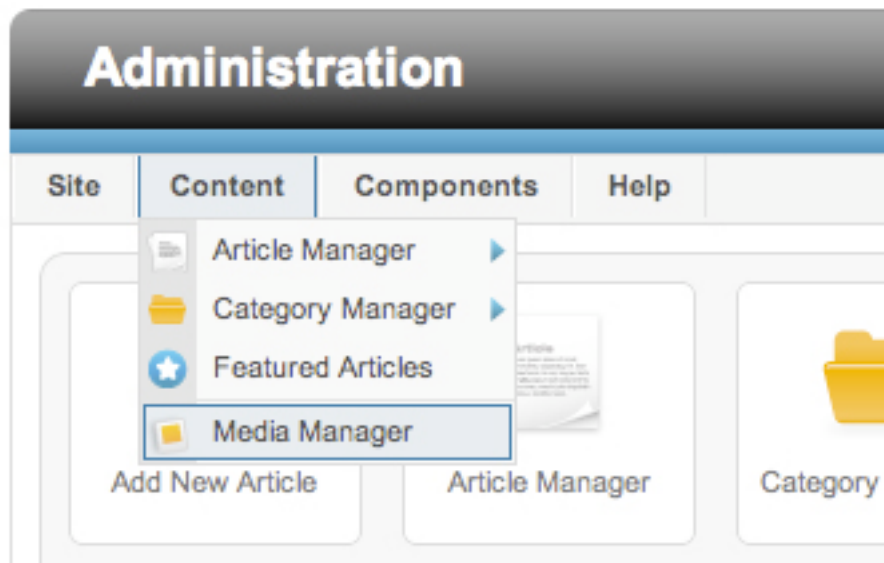 Administration
Site Content Components Help
Article Manager
Category Manager
Featured Articles
Media Manager
Article
Add New Article
Article Manager
Category